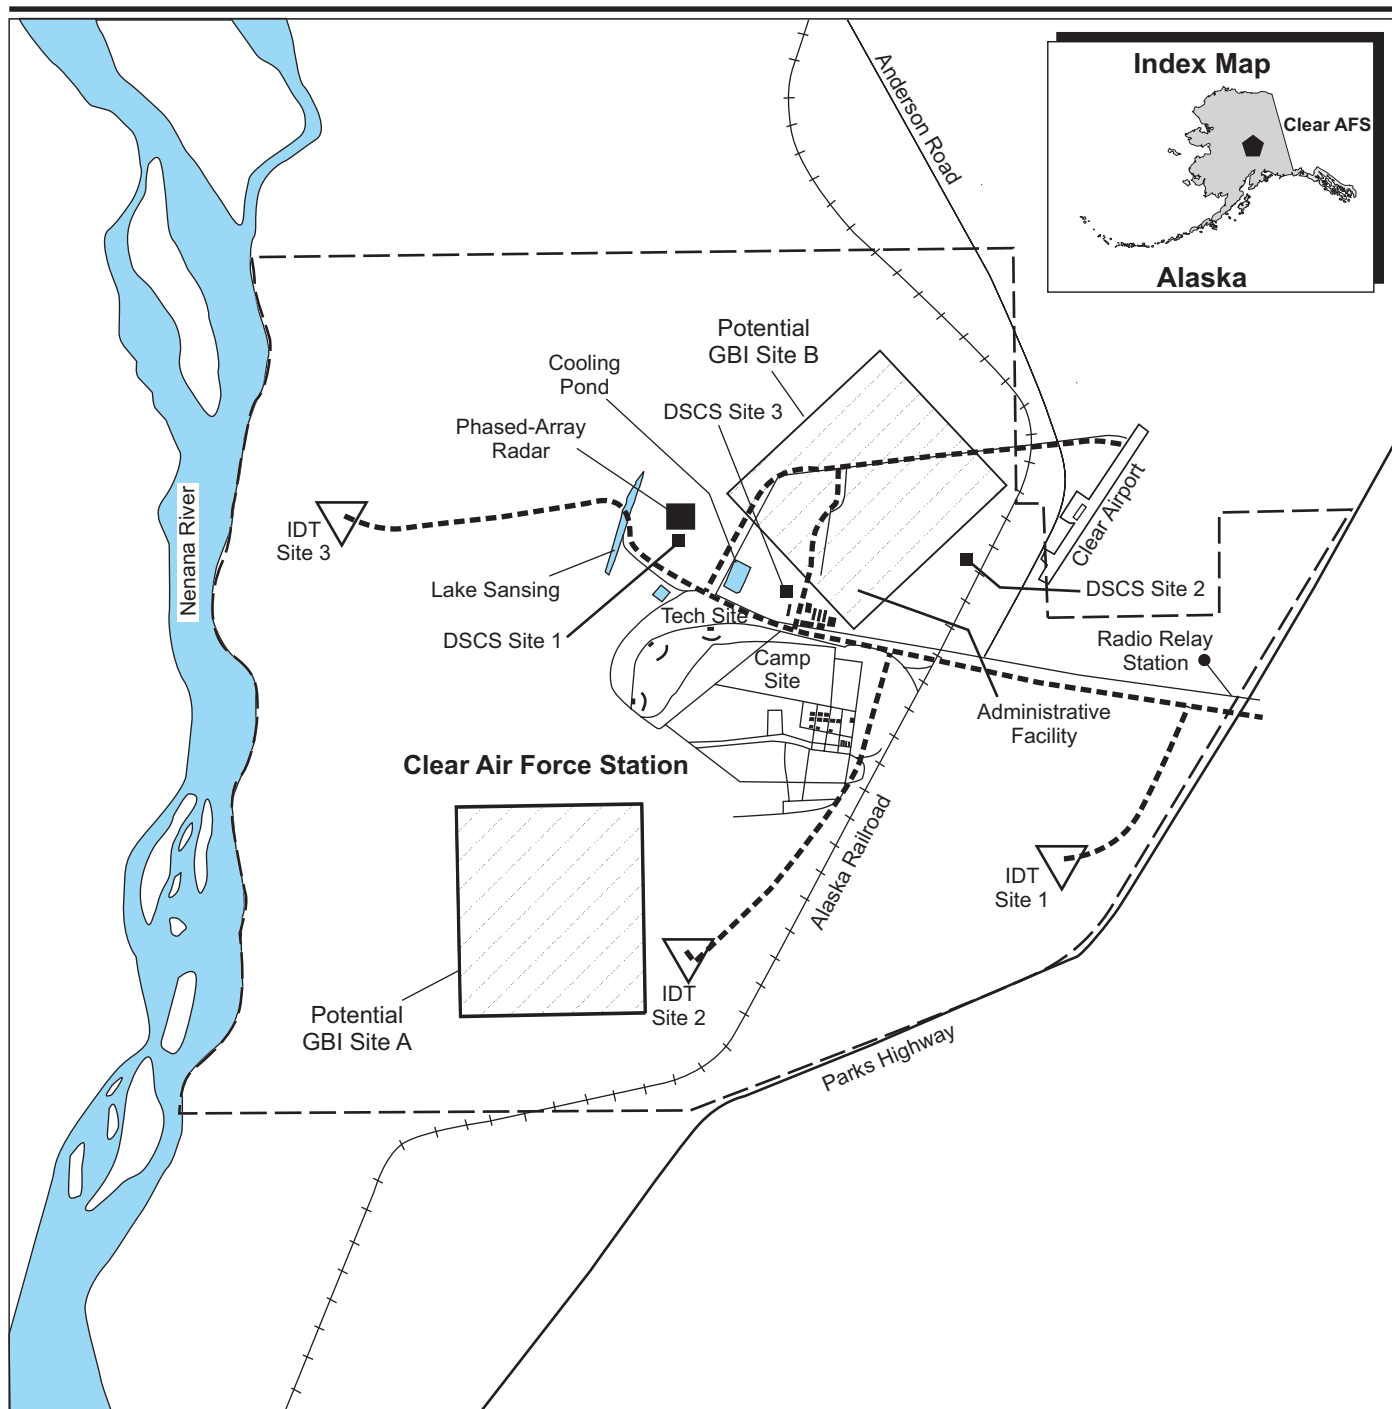 Index Map
Clear AFS
Alaska
Anderson Road
Potential
GBI Site B
Cooling
Pond
DSCS Site 3
Phased-Array
Radar
Clear Airport
Nenana River
IDT
Site 3
Lake Sansing
DSCS Site 2
Tech Site
DSCS Site 1
Radio Relay
Station
Camp
Site
Administrative
Facility
Clear Air Force Station
Alaska Railroad
IDT
Site 1
IDT
Site 2
Potential
GBI Site A
Parks Highway